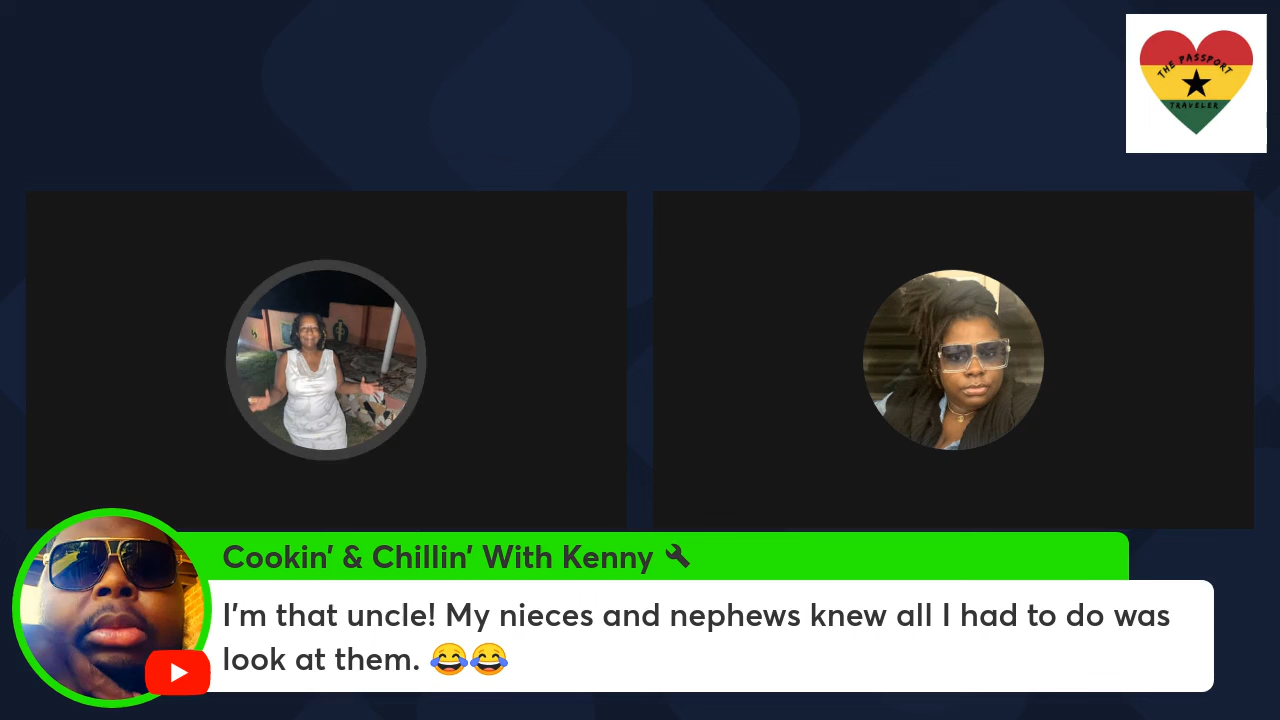 THE PASSPORT
TRAVELER
Cookin' & Chillin' With Kenny
I'm that uncle! My nieces and nephews knew all I had to do was
look at them. 😂😂